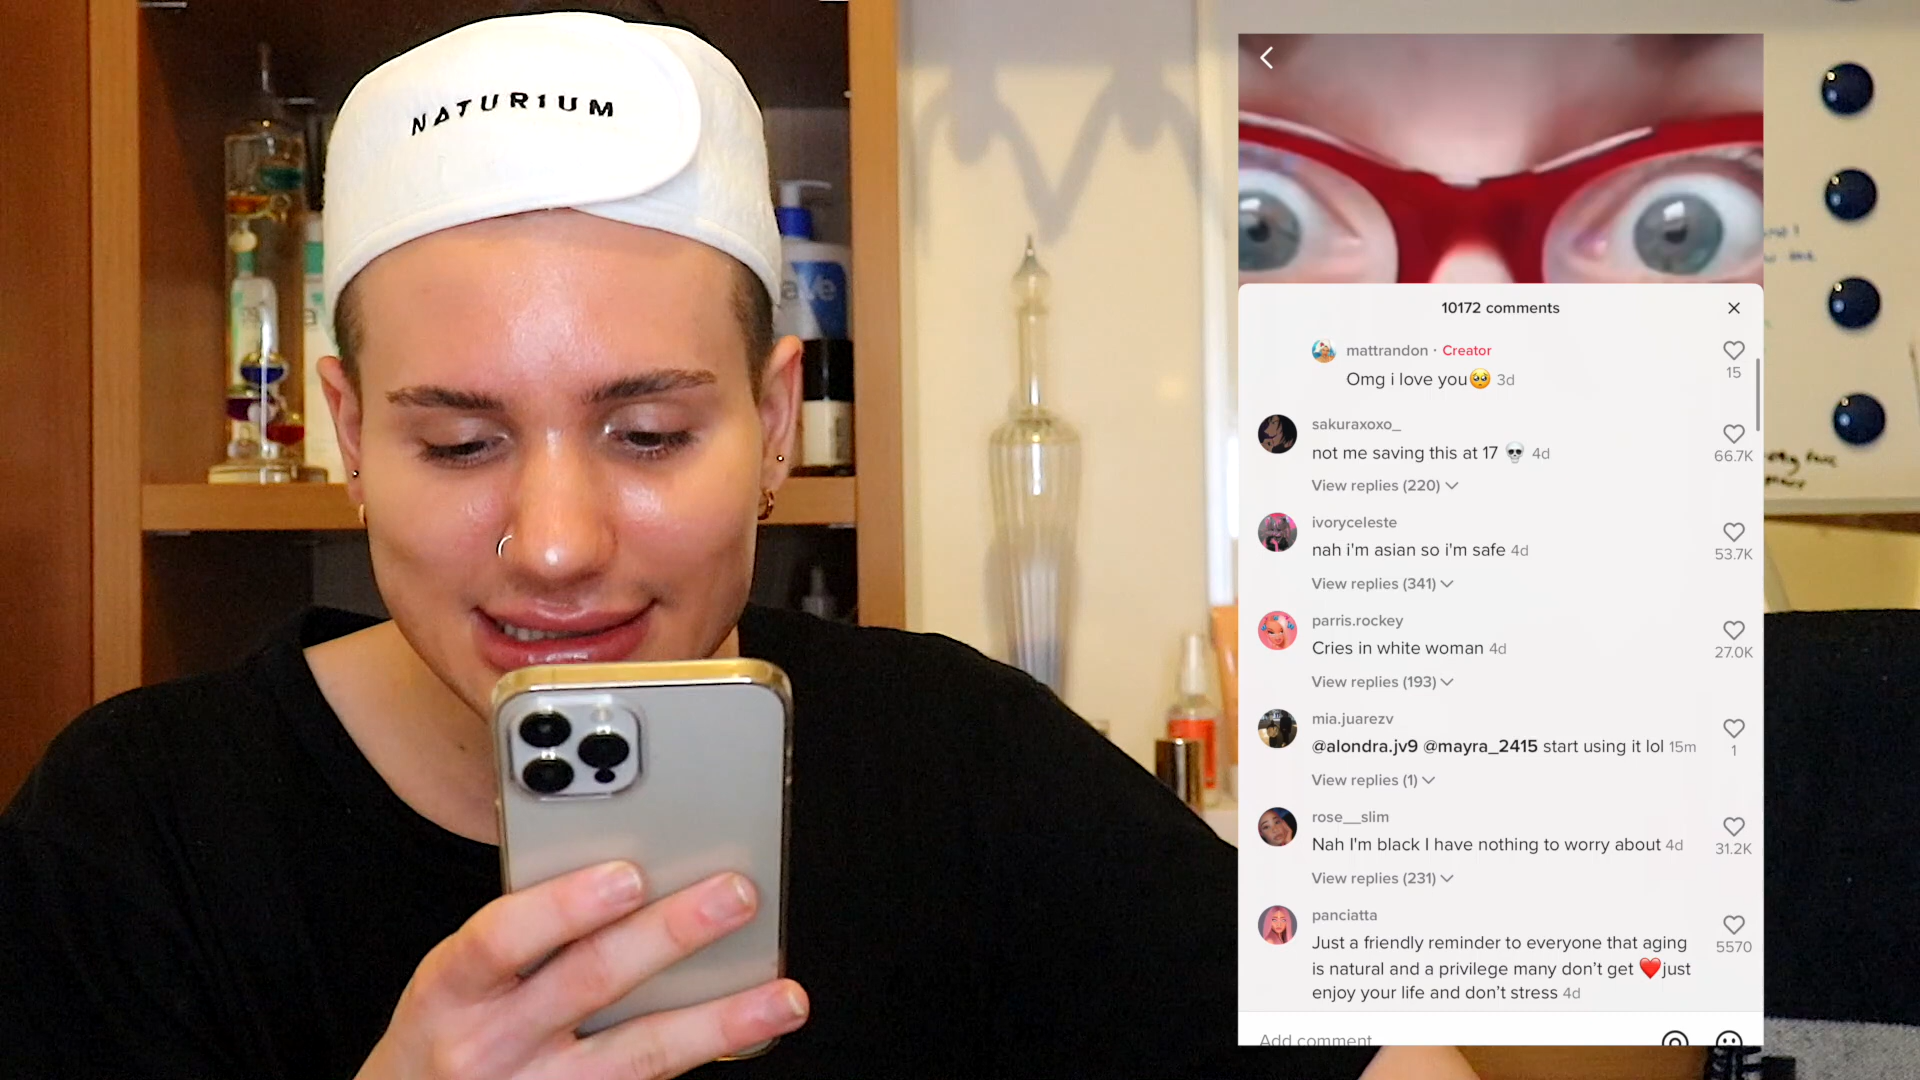 NATUR1UM
ave
10172 comments
mattrandon · Creator
Omg i love you🥺 3d
15
sakuraxoxo_
not me saving this at 17 💀 4d
66.7K
View replies (220)
ivoryceleste
nah i'm asian so i'm safe 4d
53.7K
View replies (341)
parris.rockey
Cries in white woman 4d
27.0K
View replies (193)
mia.juarezv
@alondra.jv9 @mayra_2415 start using it lol 15m
1
View replies (1)
rose__slim
Nah I'm black I have nothing to worry about 4d
31.2K
View replies (231)
panciatta
Just a friendly reminder to everyone that aging
is natural and a privilege many don't get ❤️just
enjoy your life and don't stress 4d
5570
Add comment